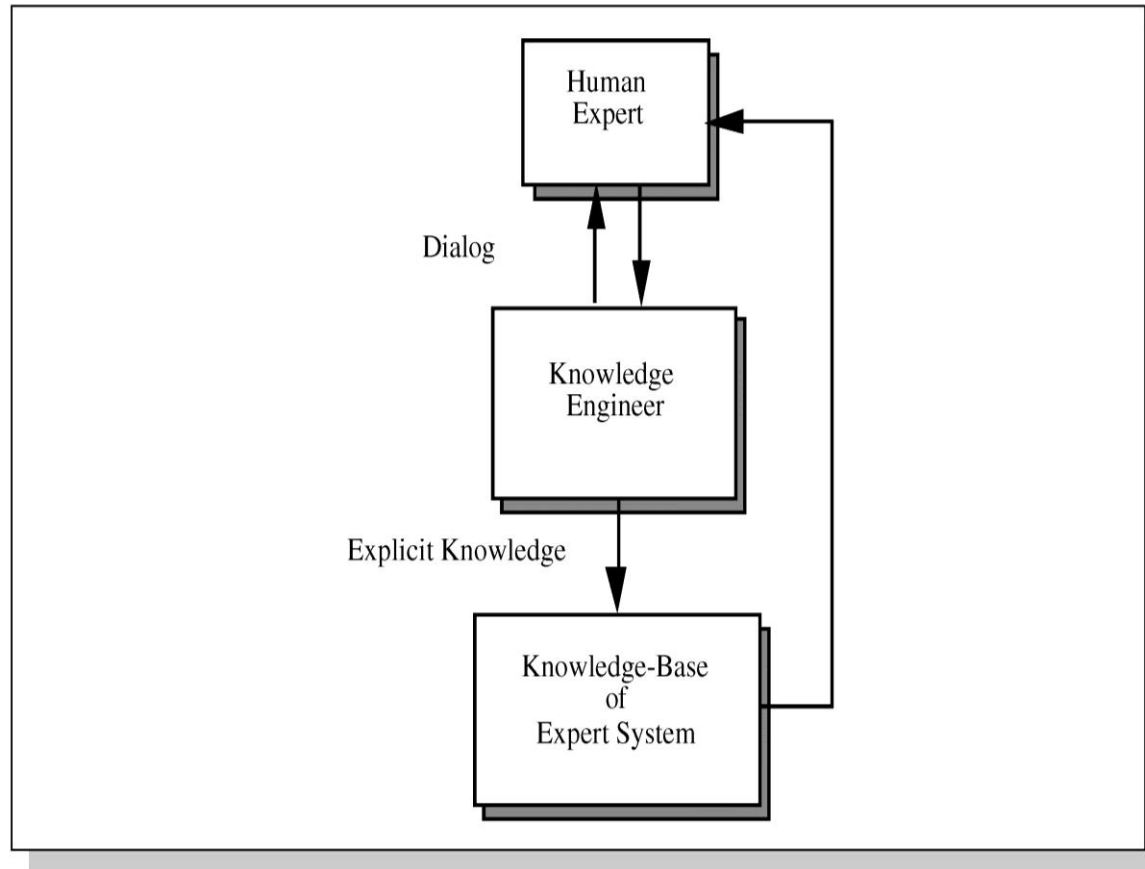 Human
Expert
Dialog
Knowledge
Engineer
Explicit Knowledge
Knowledge-Base
of
Expert System